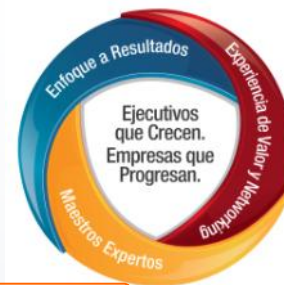 Enfoque a Resultados
Experiencia de Valor y Networking
Ejecutivos
que Crecen.
Empresas que
Progresan.
Maestros Expertos